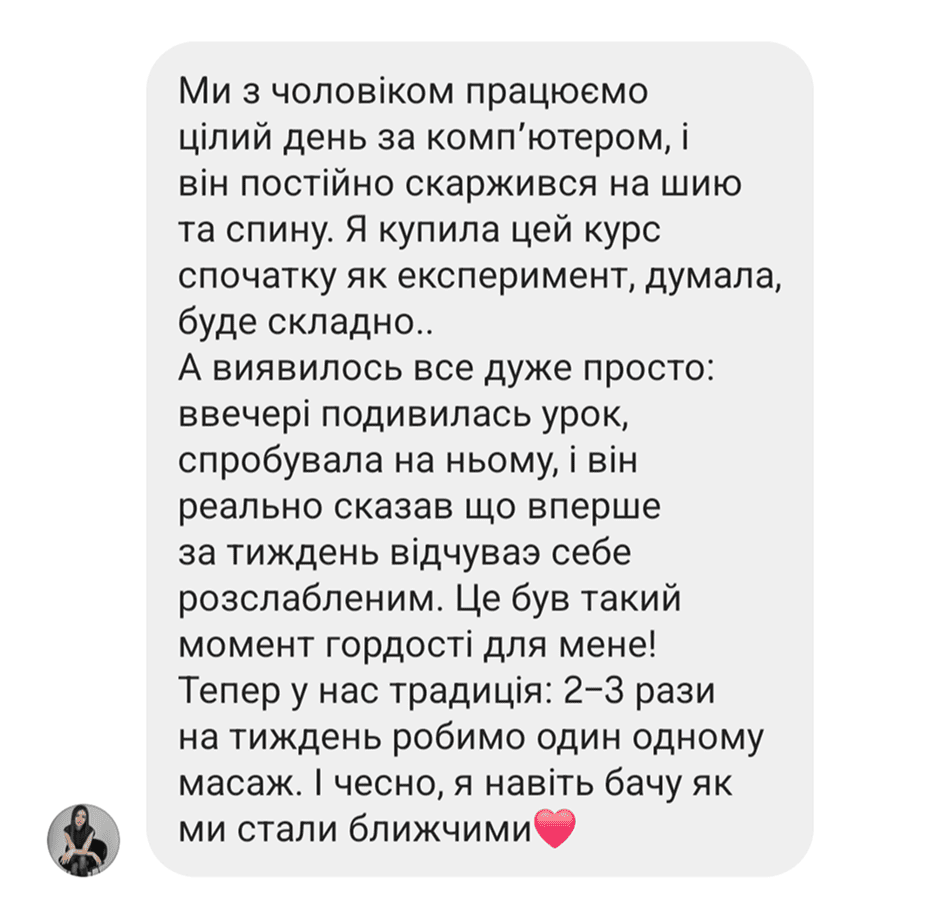 Ми з чоловіком працюємо
цілий день за комп’ютером, і
він постійно скаржився на шию
та спину. Я купила цей курс
спочатку як експеримент, думала,
буде складно..
А виявилось все дуже просто:
ввечері подивилась урок,
спробувала на ньому, і він
реально сказав що вперше
за тиждень відчуваэ себе
розслабленим. Це був такий
момент гордості для мене!
Тепер у нас традиція: 2–3 рази
на тиждень робимо один одному
масаж. І чесно, я навіть бачу як
ми стали ближчими❤️